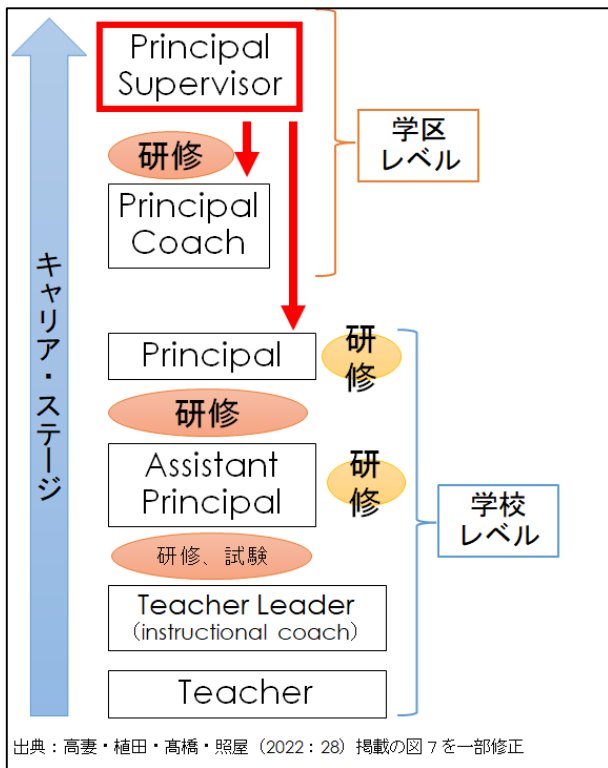 Principal
Supervisor
学区
レベル
研修
Principal
Coach
キャリア・ステージ
Principal
研
修
研修
Assistant
Principal
研
修
学校
レベル
研修、試験
Teacher Leader
(instructional coach)
Teacher
出典：高妻・植田・髙橋・照屋（2022：28）掲載の図７を一部修正